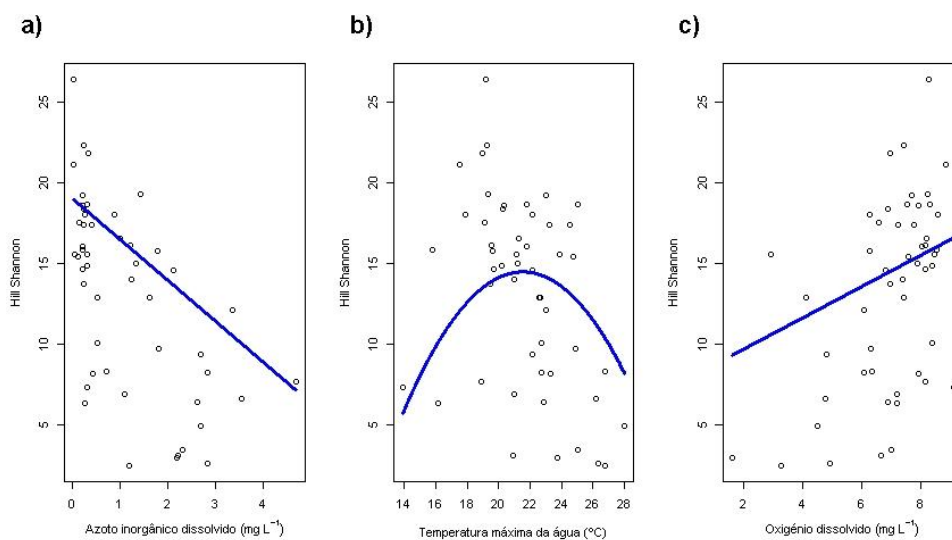 a)
Hill Shannon
25
20
15
10
5
0 1 2 3 4
Azoto inorgânico dissolvido (mg L⁻¹)
b)
Hill Shannon
25
20
15
10
5
14 16 18 20 22 24 26 28
Temperatura máxima da água (ºC)
c)
Hill Shannon
25
20
15
10
5
2 4 6 8
Oxigénio dissolvido (mg L⁻¹)